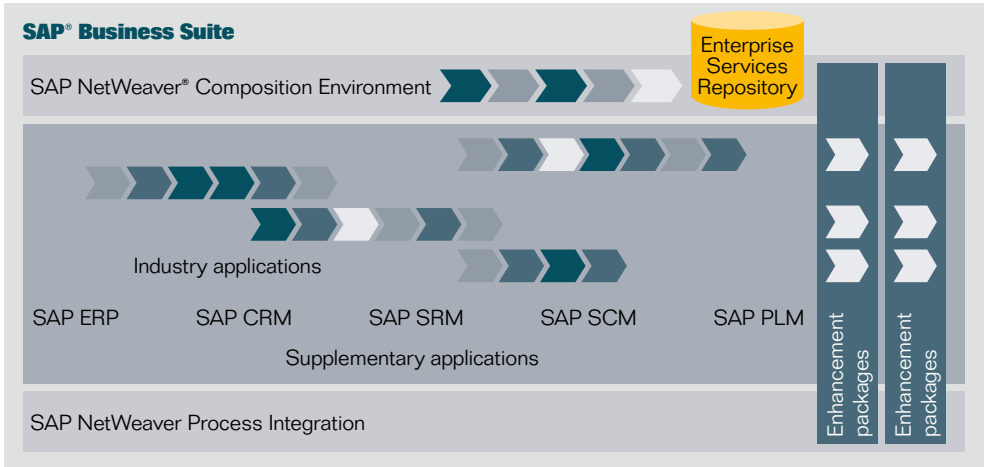 SAP® Business Suite
Enterprise
Services
Repository
SAP NetWeaver® Composition Environment
Industry applications
SAP ERP SAP CRM SAP SRM SAP SCM SAP PLM
Supplementary applications
SAP NetWeaver Process Integration
Enhancement
packages
Enhancement
packages